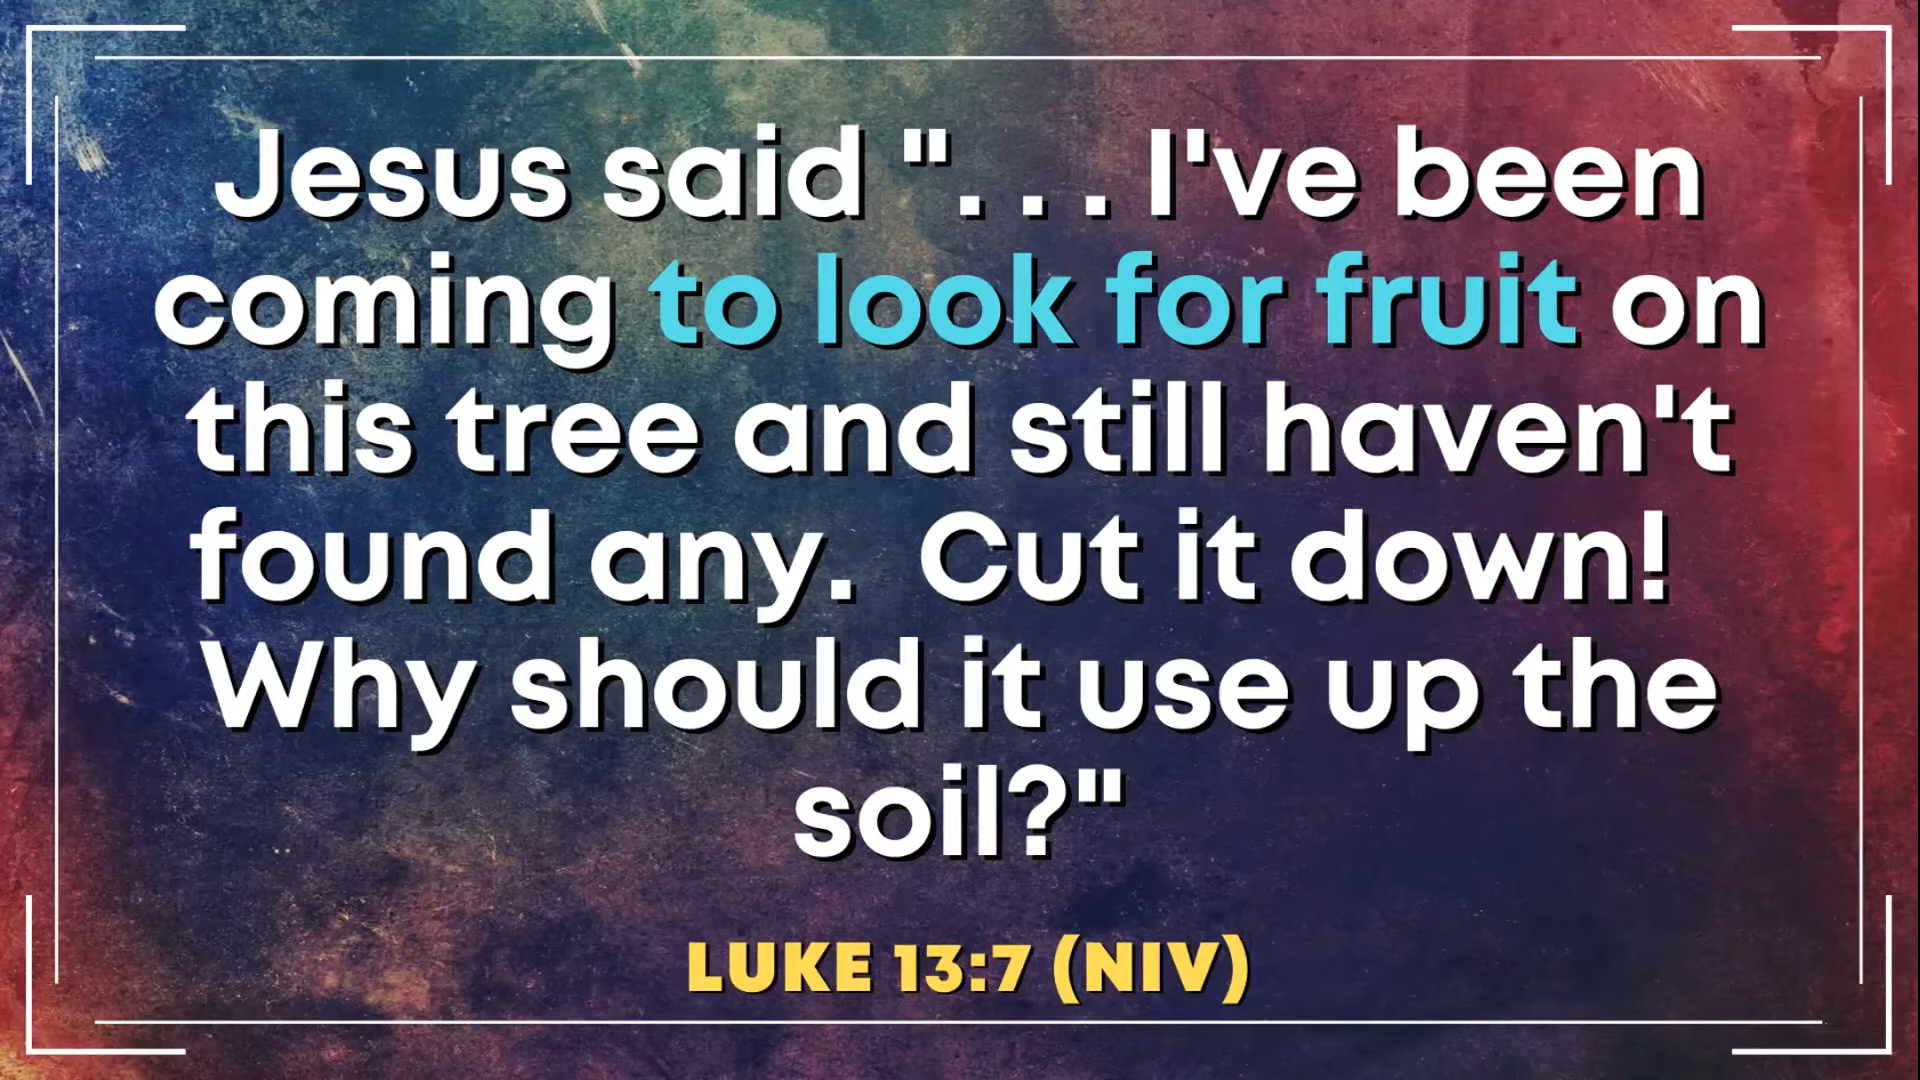 Jesus said ". . . I've been
coming to look for fruit on
this tree and still haven't
found any.  Cut it down!
Why should it use up the
soil?"
LUKE 13:7 (NIV)